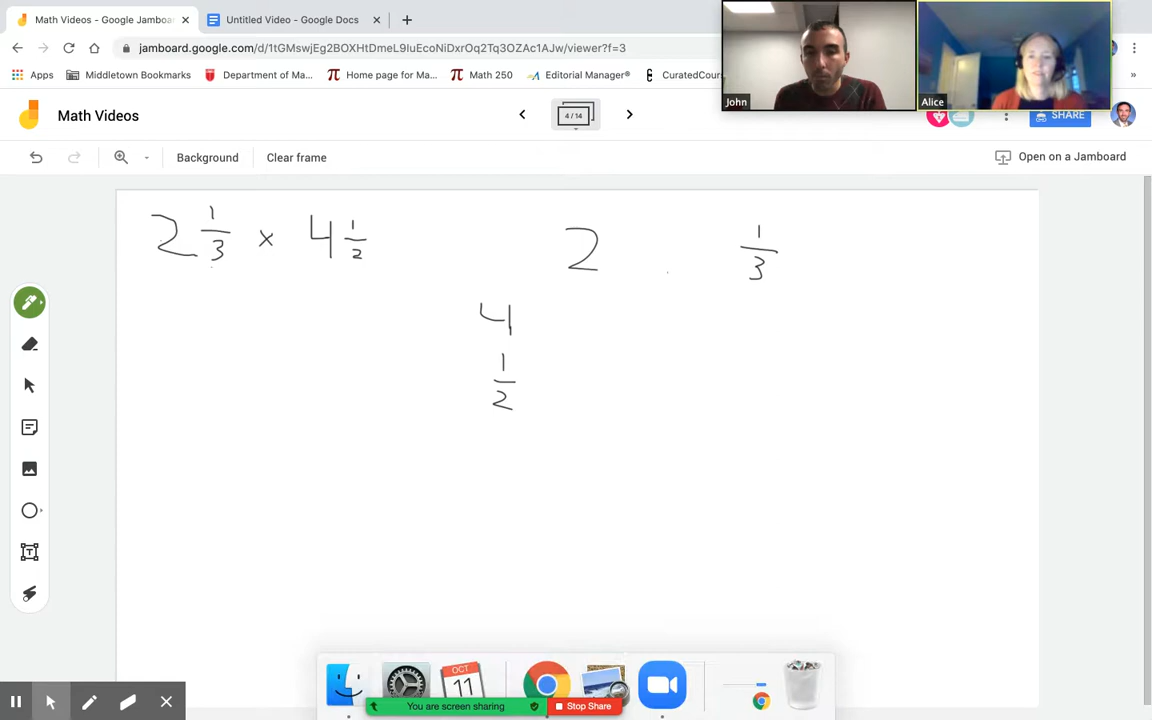 Math Videos - Google Jamboa
Untitled Video - Google Docs
jamboard.google.com/d/1tGMswjEg2BOXHtDmeL9IuEcoNiDxrOq2Tq3OZAc1AJw/viewer?f=3
Apps
Middletown Bookmarks
Department of Ma...
Home page for Ma...
Math 250
Editorial Manager®
CuratedCour
»
John
Alice
Math Videos
4 / 14
SHARE
Background
Clear frame
Open on a Jamboard
2 1/3 × 4 1/2
2 1/3
4
1/2
OCT
11
You are screen sharing
Stop Share